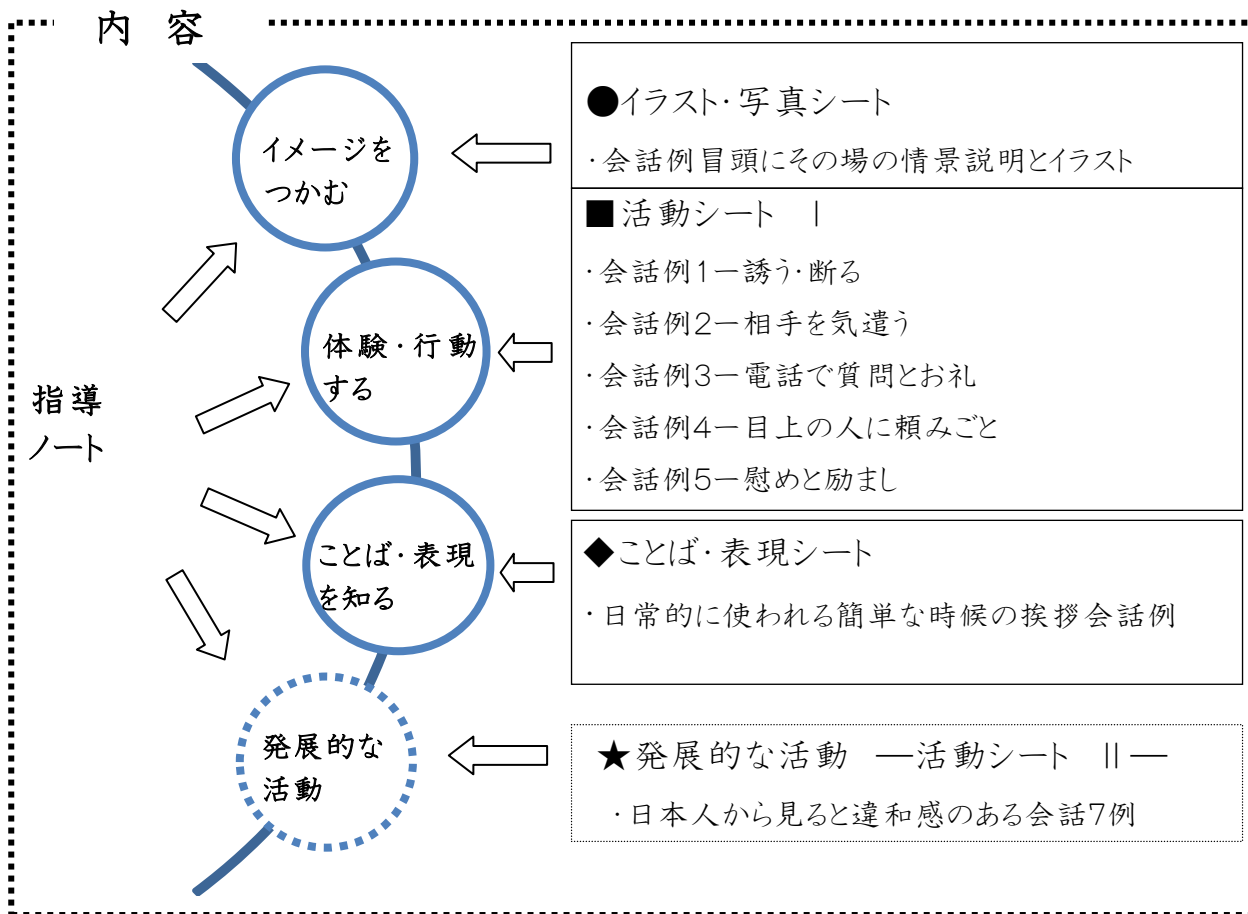 内 容
イメージを
つかむ
●イラスト・写真シート
・会話例冒頭にその場の情景説明とイラスト
体験・行動
する
■活動シート Ⅰ
・会話例1ー誘う・断る
・会話例2ー相手を気遣う
・会話例3ー電話で質問とお礼
・会話例4ー目上の人に頼みごと
・会話例5ー慰めと励まし
指導
ノート
ことば・表現
を知る
◆ことば・表現シート
・日常的に使われる簡単な時候の挨拶会話例
発展的な
活動
★発展的な活動 ―活動シート Ⅱ―
・日本人から見ると違和感のある会話7例